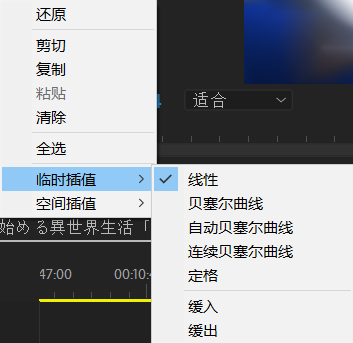 还原
剪切
复制
粘贴
清除
全选
临时插值
空间插值
适合
线性
贝塞尔曲线
自动贝塞尔曲线
连续贝塞尔曲线
定格
缓入
缓出
始める異世界生活「
47:00
00:10:4